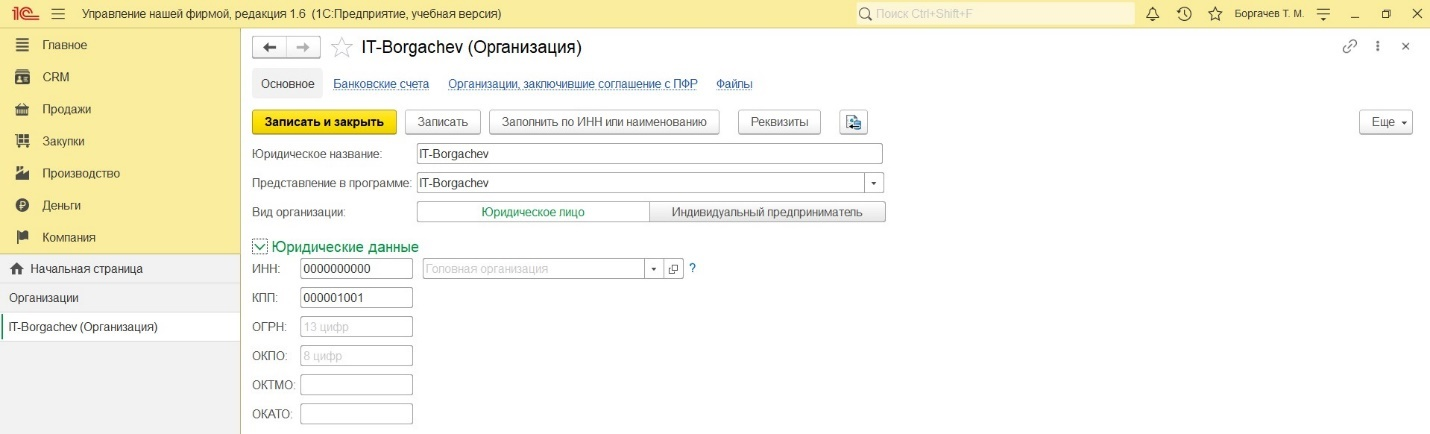 1С Управление нашей фирмой, редакция 1.6 (1С:Предприятие, учебная версия) Поиск Ctrl+Shift+F Боргачев Т. М.
Главное
CRM
Продажи
Закупки
Производство
Деньги
Компания
Начальная страница
Организации
IT-Borgachev (Организация)
IT-Borgachev (Организация)
Основное Банковские счета Организации, заключившие соглашение с ПФР Файлы
Записать и закрыть Записать Заполнить по ИНН или наименованию Реквизиты Еще
Юридическое название: IT-Borgachev
Представление в программе: IT-Borgachev
Вид организации: Юридическое лицо Индивидуальный предприниматель
Юридические данные
ИНН: 0000000000 Головная организация ?
КПП: 000001001
ОГРН: 13 цифр
ОКПО: 8 цифр
ОКТМО:
ОКАТО: